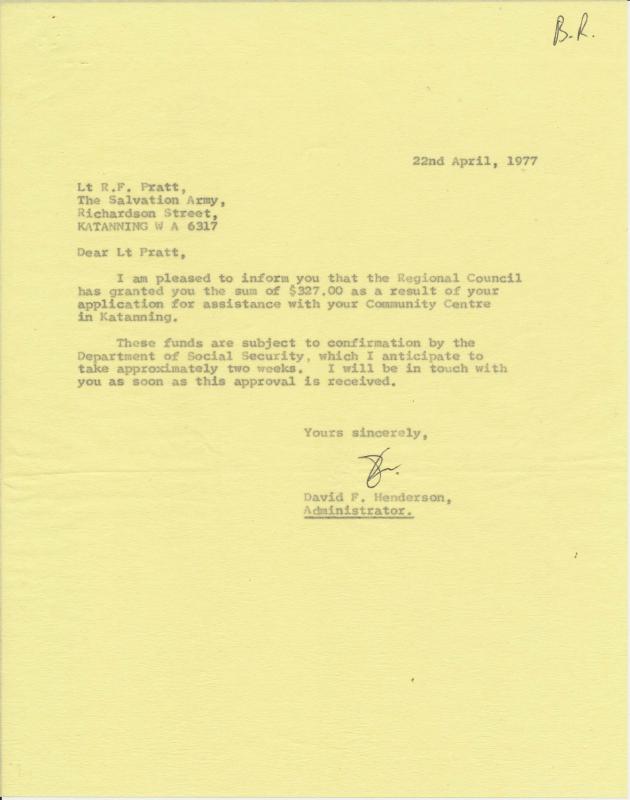 B.R.
22nd April, 1977
Lt R.F. Pratt,
The Salvation Army,
Richardson Street,
KATANNING W A 6317
Dear Lt Pratt,
I am pleased to inform you that the Regional Council
has granted you the sum of $327.00 as a result of your
application for assistance with your Community Centre
in Katanning.
These funds are subject to confirmation by the
Department of Social Security, which I anticipate to
take approximately two weeks. I will be in touch with
you as soon as this approval is received.
Yours sincerely,
David F. Henderson,
Administrator.